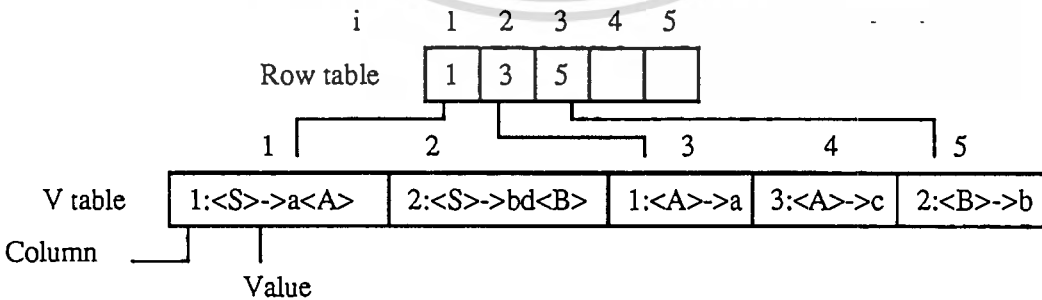 i 1 2 3 4 5
Row table 1 3 5
1 2 3 4 5
V table 1:<S>->a<A> 2:<S>->bd<B> 1:<A>->a 3:<A>->c 2:<B>->b
Column
Value